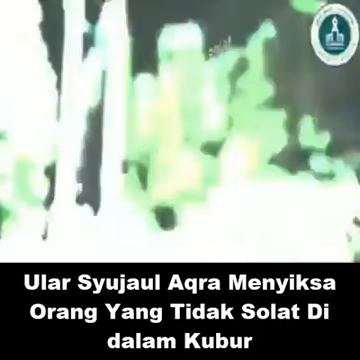 Ular Syujaul Aqra Menyiksa
Orang Yang Tidak Solat Di
dalam Kubur